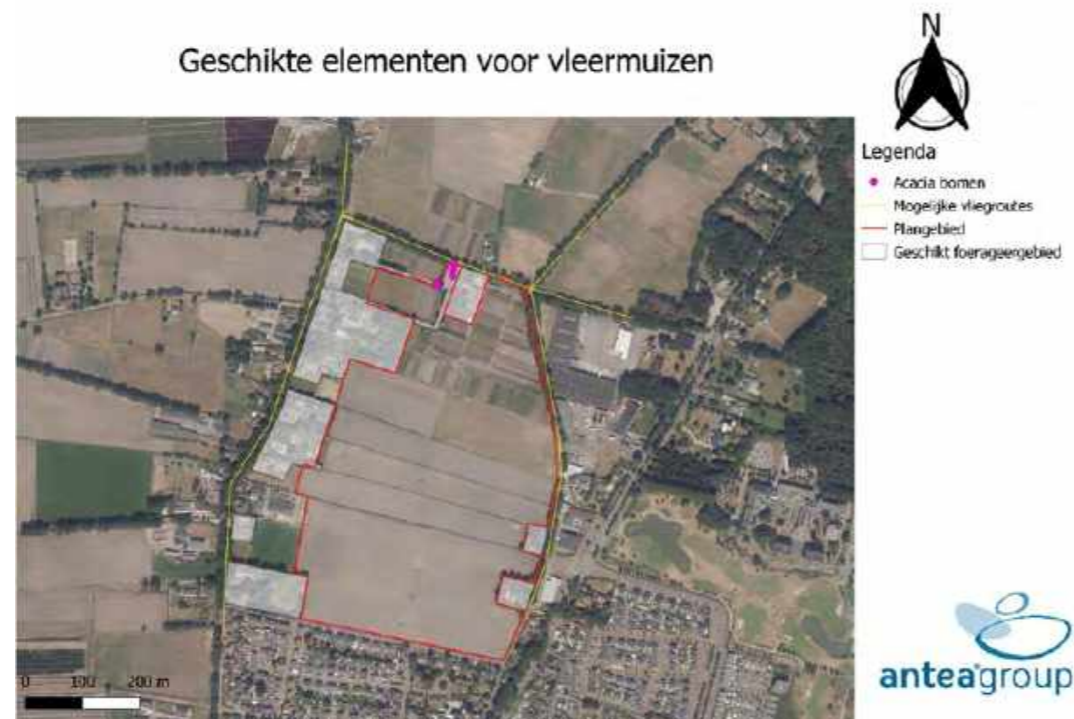 Geschikte elementen voor vleermuizen
N
Legenda
Acacia bomen
Mogelijke vliegroutes
Plangebied
Geschikt foerageergebied
0 100 200 m
anteagroup